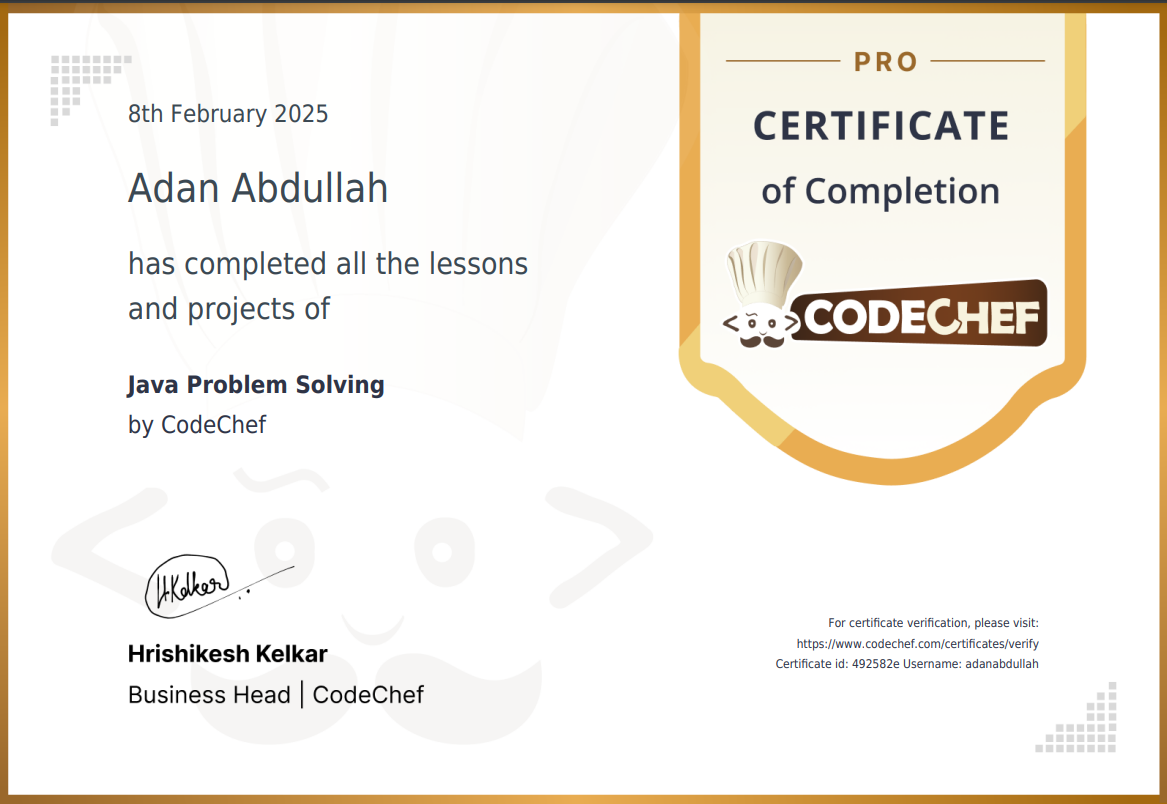 8th February 2025
Adan Abdullah
has completed all the lessons
and projects of
Java Problem Solving
by CodeChef
H.Kelkar
Hrishikesh Kelkar
Business Head | CodeChef
PRO
CERTIFICATE
of Completion
CODECHEF
For certificate verification, please visit:
https://www.codechef.com/certificates/verify
Certificate id: 492582e Username: adanabdullah